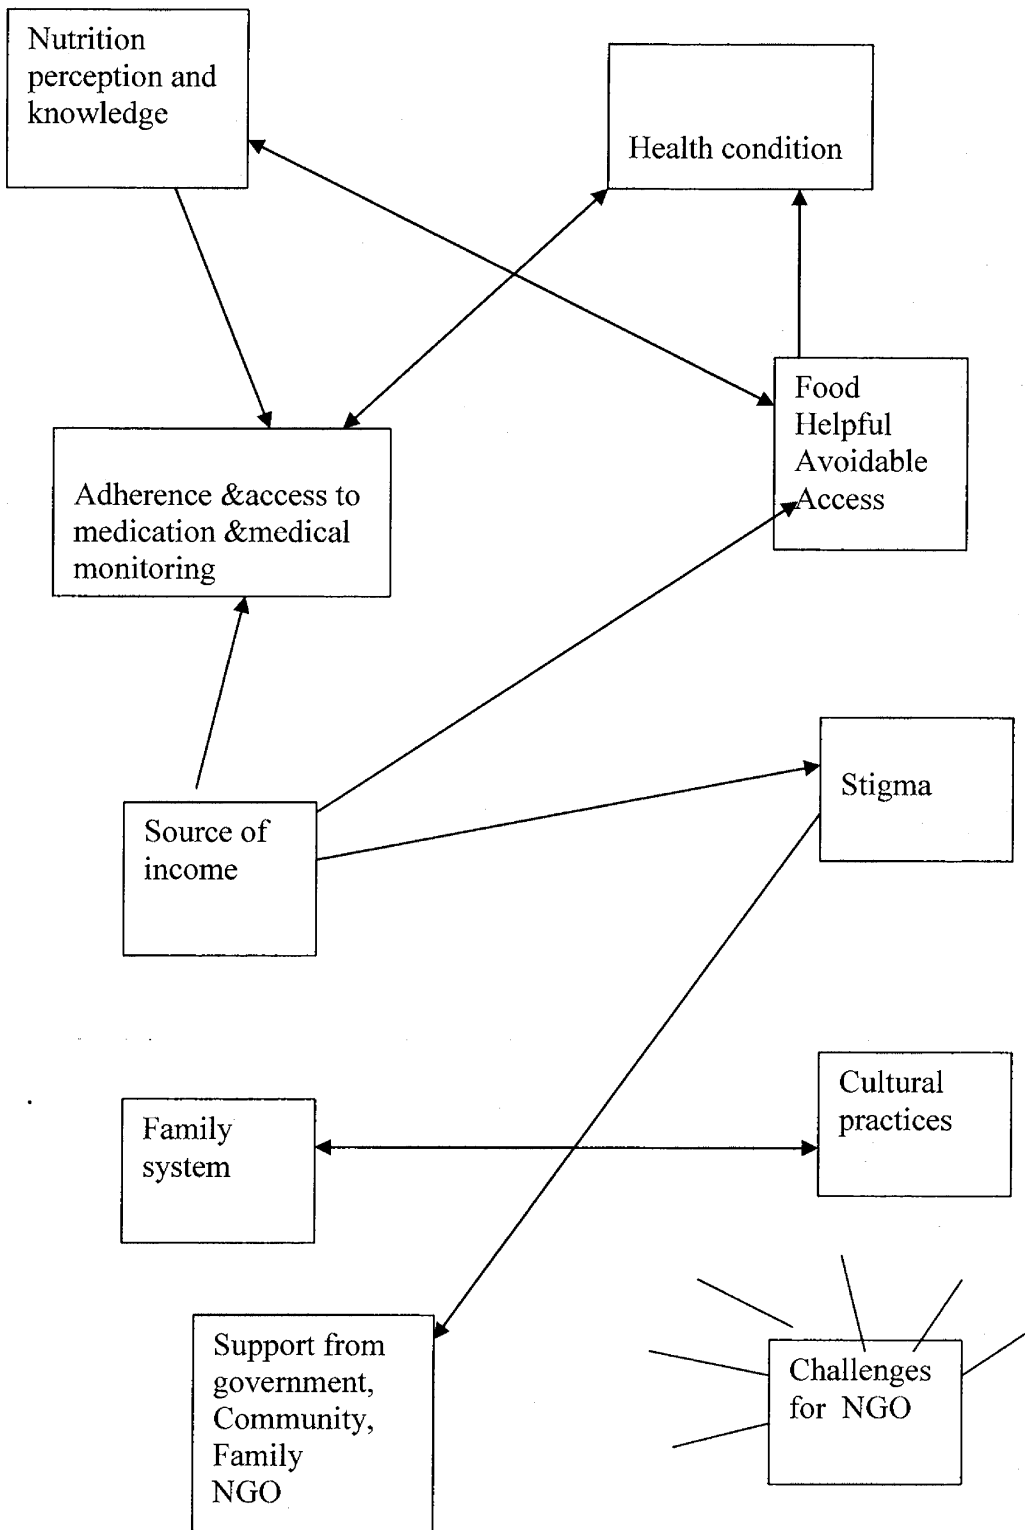 Nutrition
perception and
knowledge
Health condition
Food
Helpful
Avoidable
Access
Adherence &access to
medication &medical
monitoring
Stigma
Source of
income
Cultural
practices
Family
system
Support from
government,
Community,
Family
NGO
Challenges
for NGO